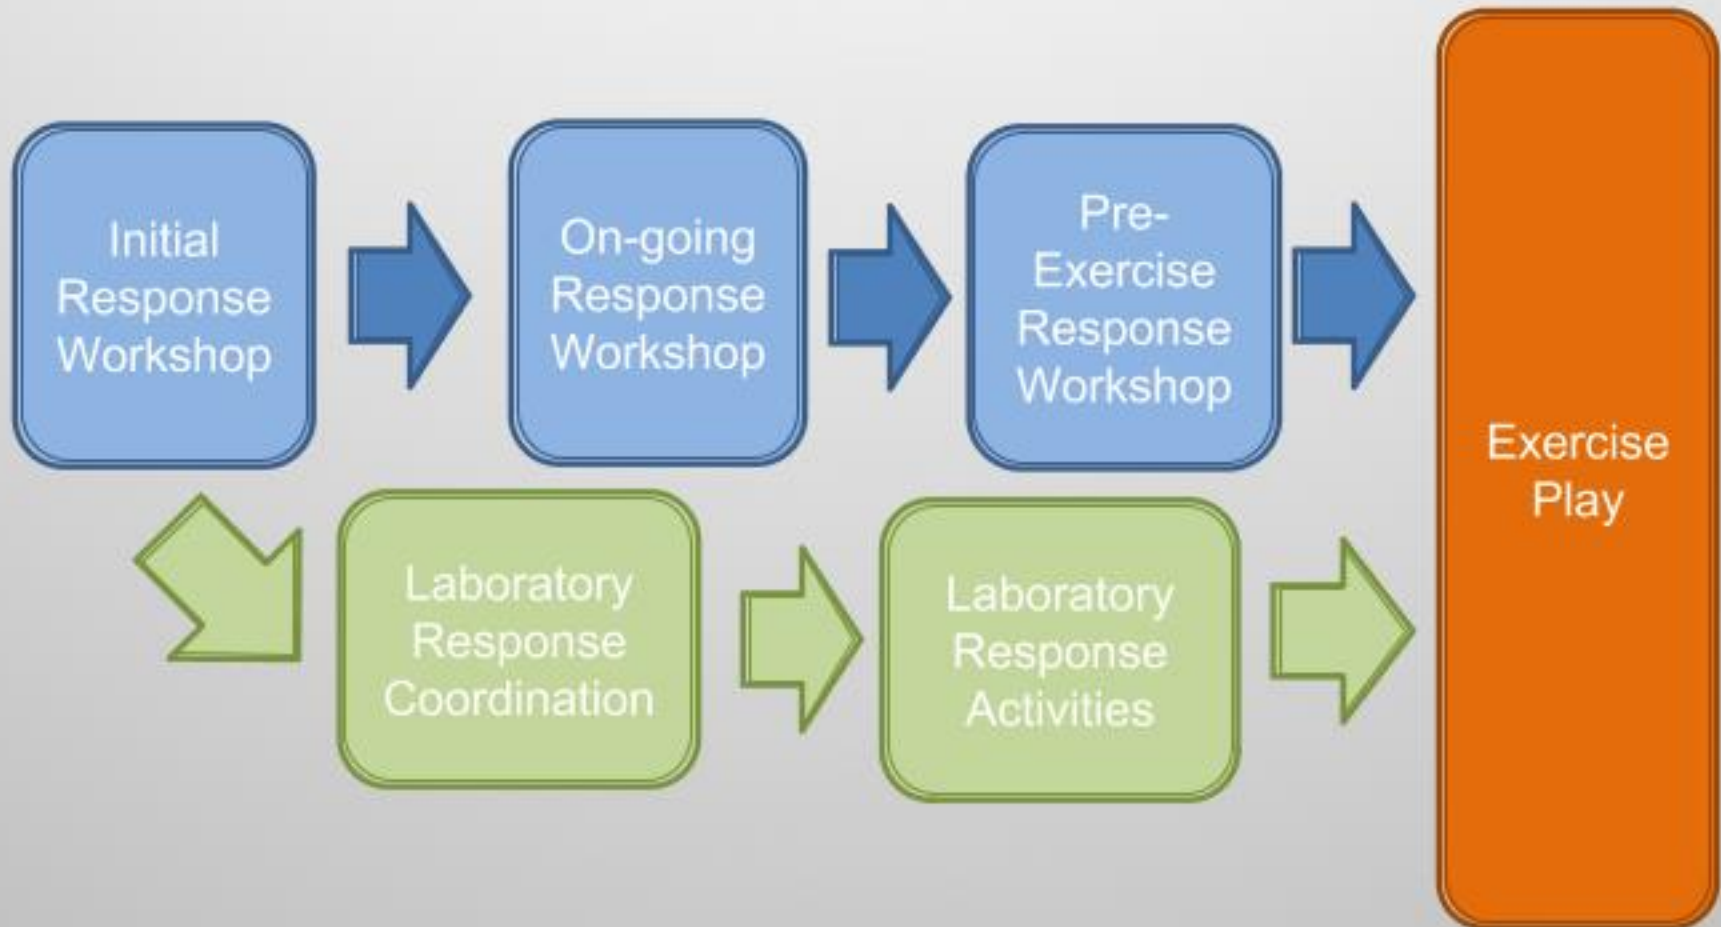 Initial
Response
Workshop
On-going
Response
Workshop
Pre-
Exercise
Response
Workshop
Laboratory
Response
Coordination
Laboratory
Response
Activities
Exercise
Play